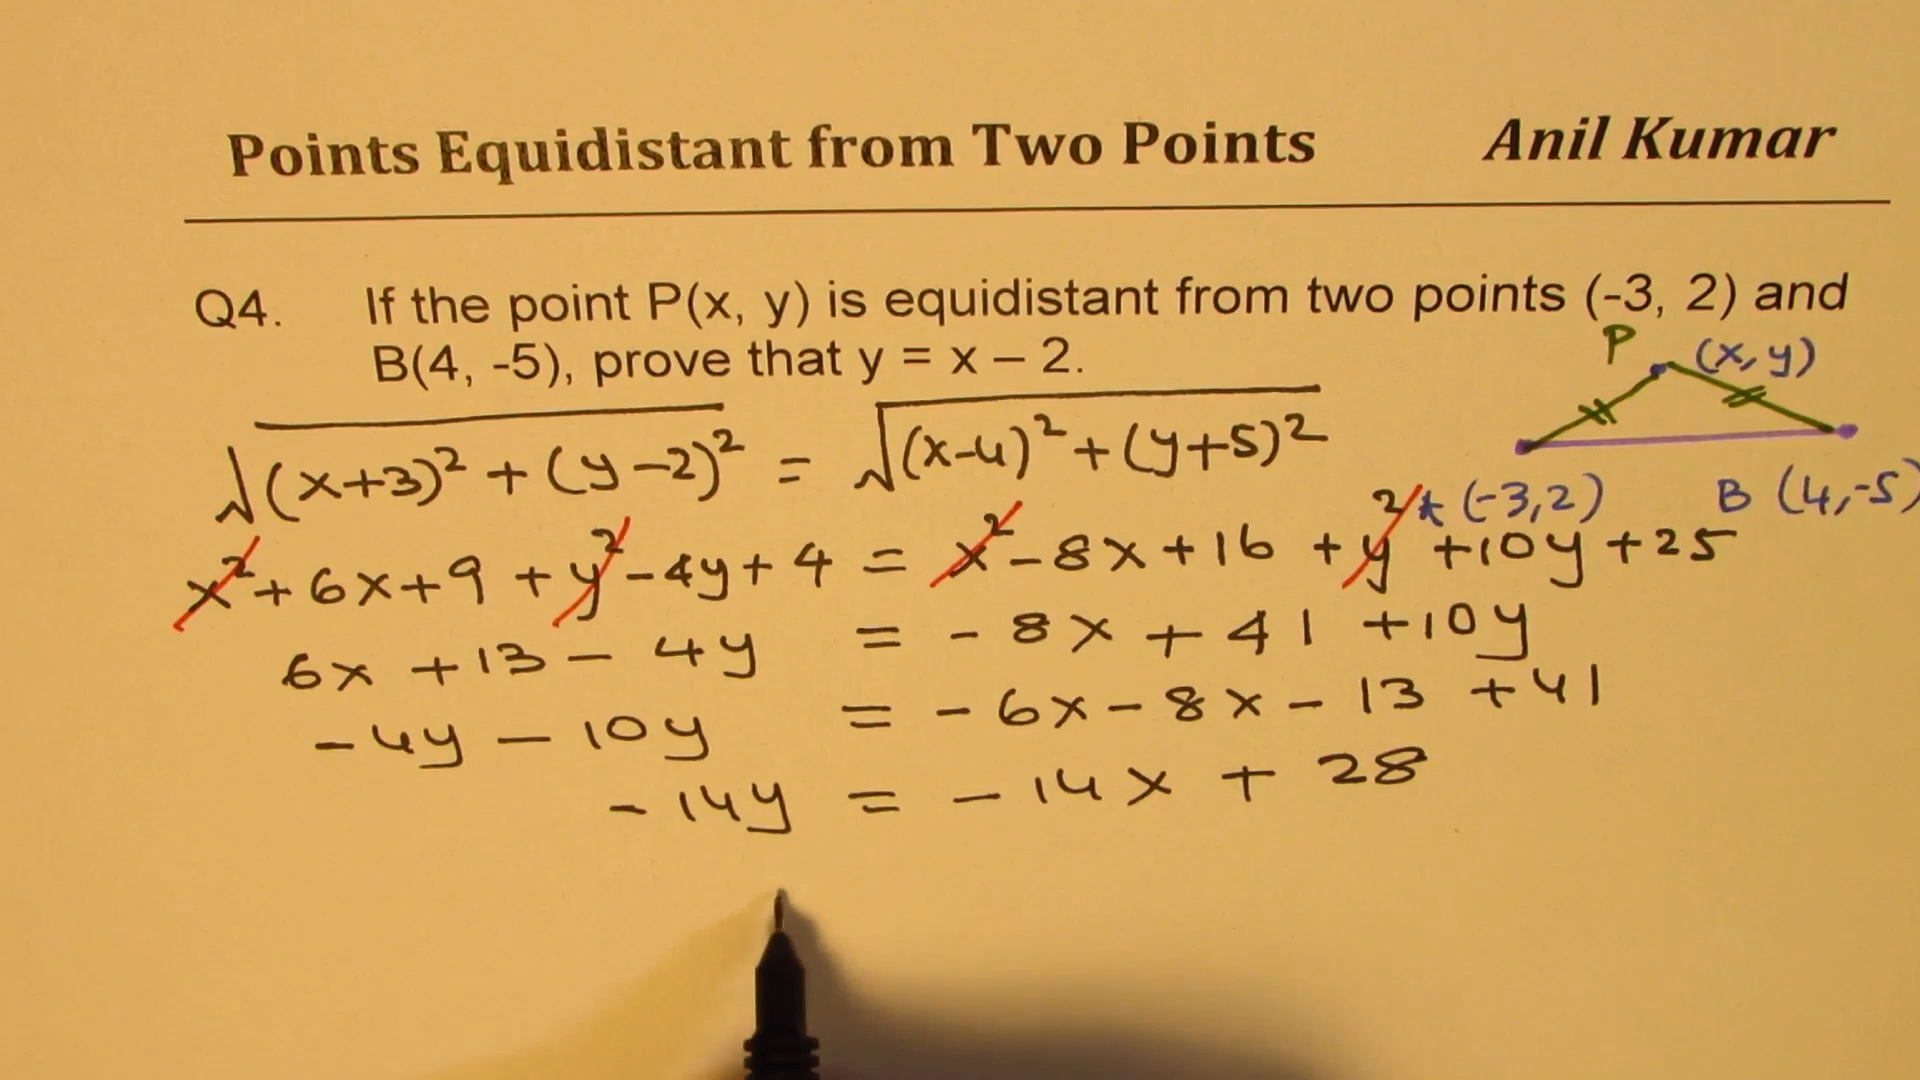 Points Equidistant from Two Points Anil Kumar
Q4. If the point P(x, y) is equidistant from two points (-3, 2) and
B(4, -5), prove that y = x – 2.
P (x, y)
√(x+3)² + (y-2)² = √(x-4)² + (y+5)²
A (-3,2) B (4,-5)
x² + 6x + 9 + y² - 4y + 4 = x² - 8x + 16 + y² + 10y + 25
6x + 13 - 4y = - 8x + 41 + 10y
- 4y - 10y = - 6x - 8x - 13 + 41
- 14y = - 14x + 28